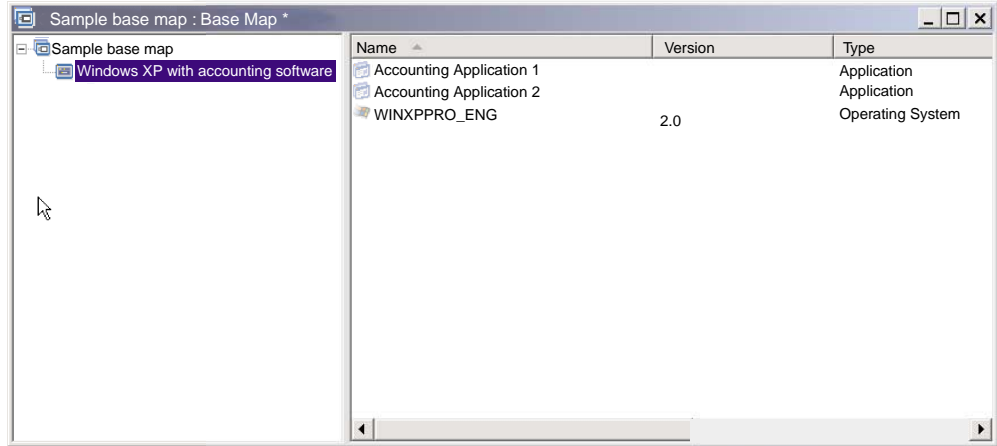 Sample base map : Base Map *
Sample base map
Windows XP with accounting software
Name Version Type
Accounting Application 1 Application
Accounting Application 2 Application
WINXPPRO_ENG 2.0 Operating System